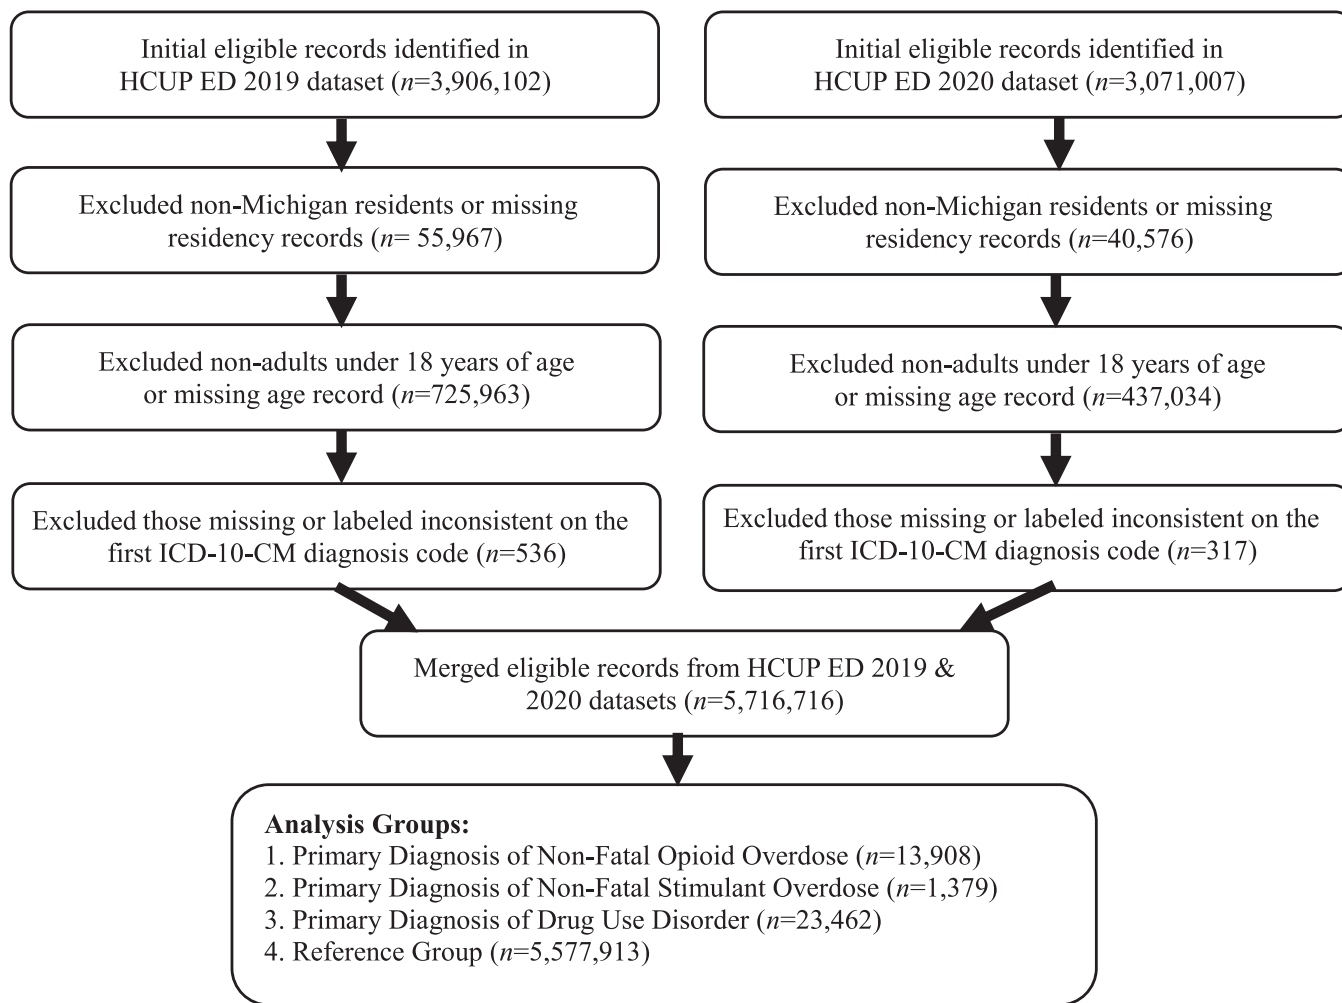 Initial eligible records identified in
HCUP ED 2019 dataset (n=3,906,102)
Excluded non-Michigan residents or missing
residency records (n= 55,967)
Excluded non-adults under 18 years of age
or missing age record (n=725,963)
Excluded those missing or labeled inconsistent on the
first ICD-10-CM diagnosis code (n=536)
Initial eligible records identified in
HCUP ED 2020 dataset (n=3,071,007)
Excluded non-Michigan residents or missing
residency records (n=40,576)
Excluded non-adults under 18 years of age
or missing age record (n=437,034)
Excluded those missing or labeled inconsistent on the
first ICD-10-CM diagnosis code (n=317)
Merged eligible records from HCUP ED 2019 &
2020 datasets (n=5,716,716)
Analysis Groups:
1. Primary Diagnosis of Non-Fatal Opioid Overdose (n=13,908)
2. Primary Diagnosis of Non-Fatal Stimulant Overdose (n=1,379)
3. Primary Diagnosis of Drug Use Disorder (n=23,462)
4. Reference Group (n=5,577,913)